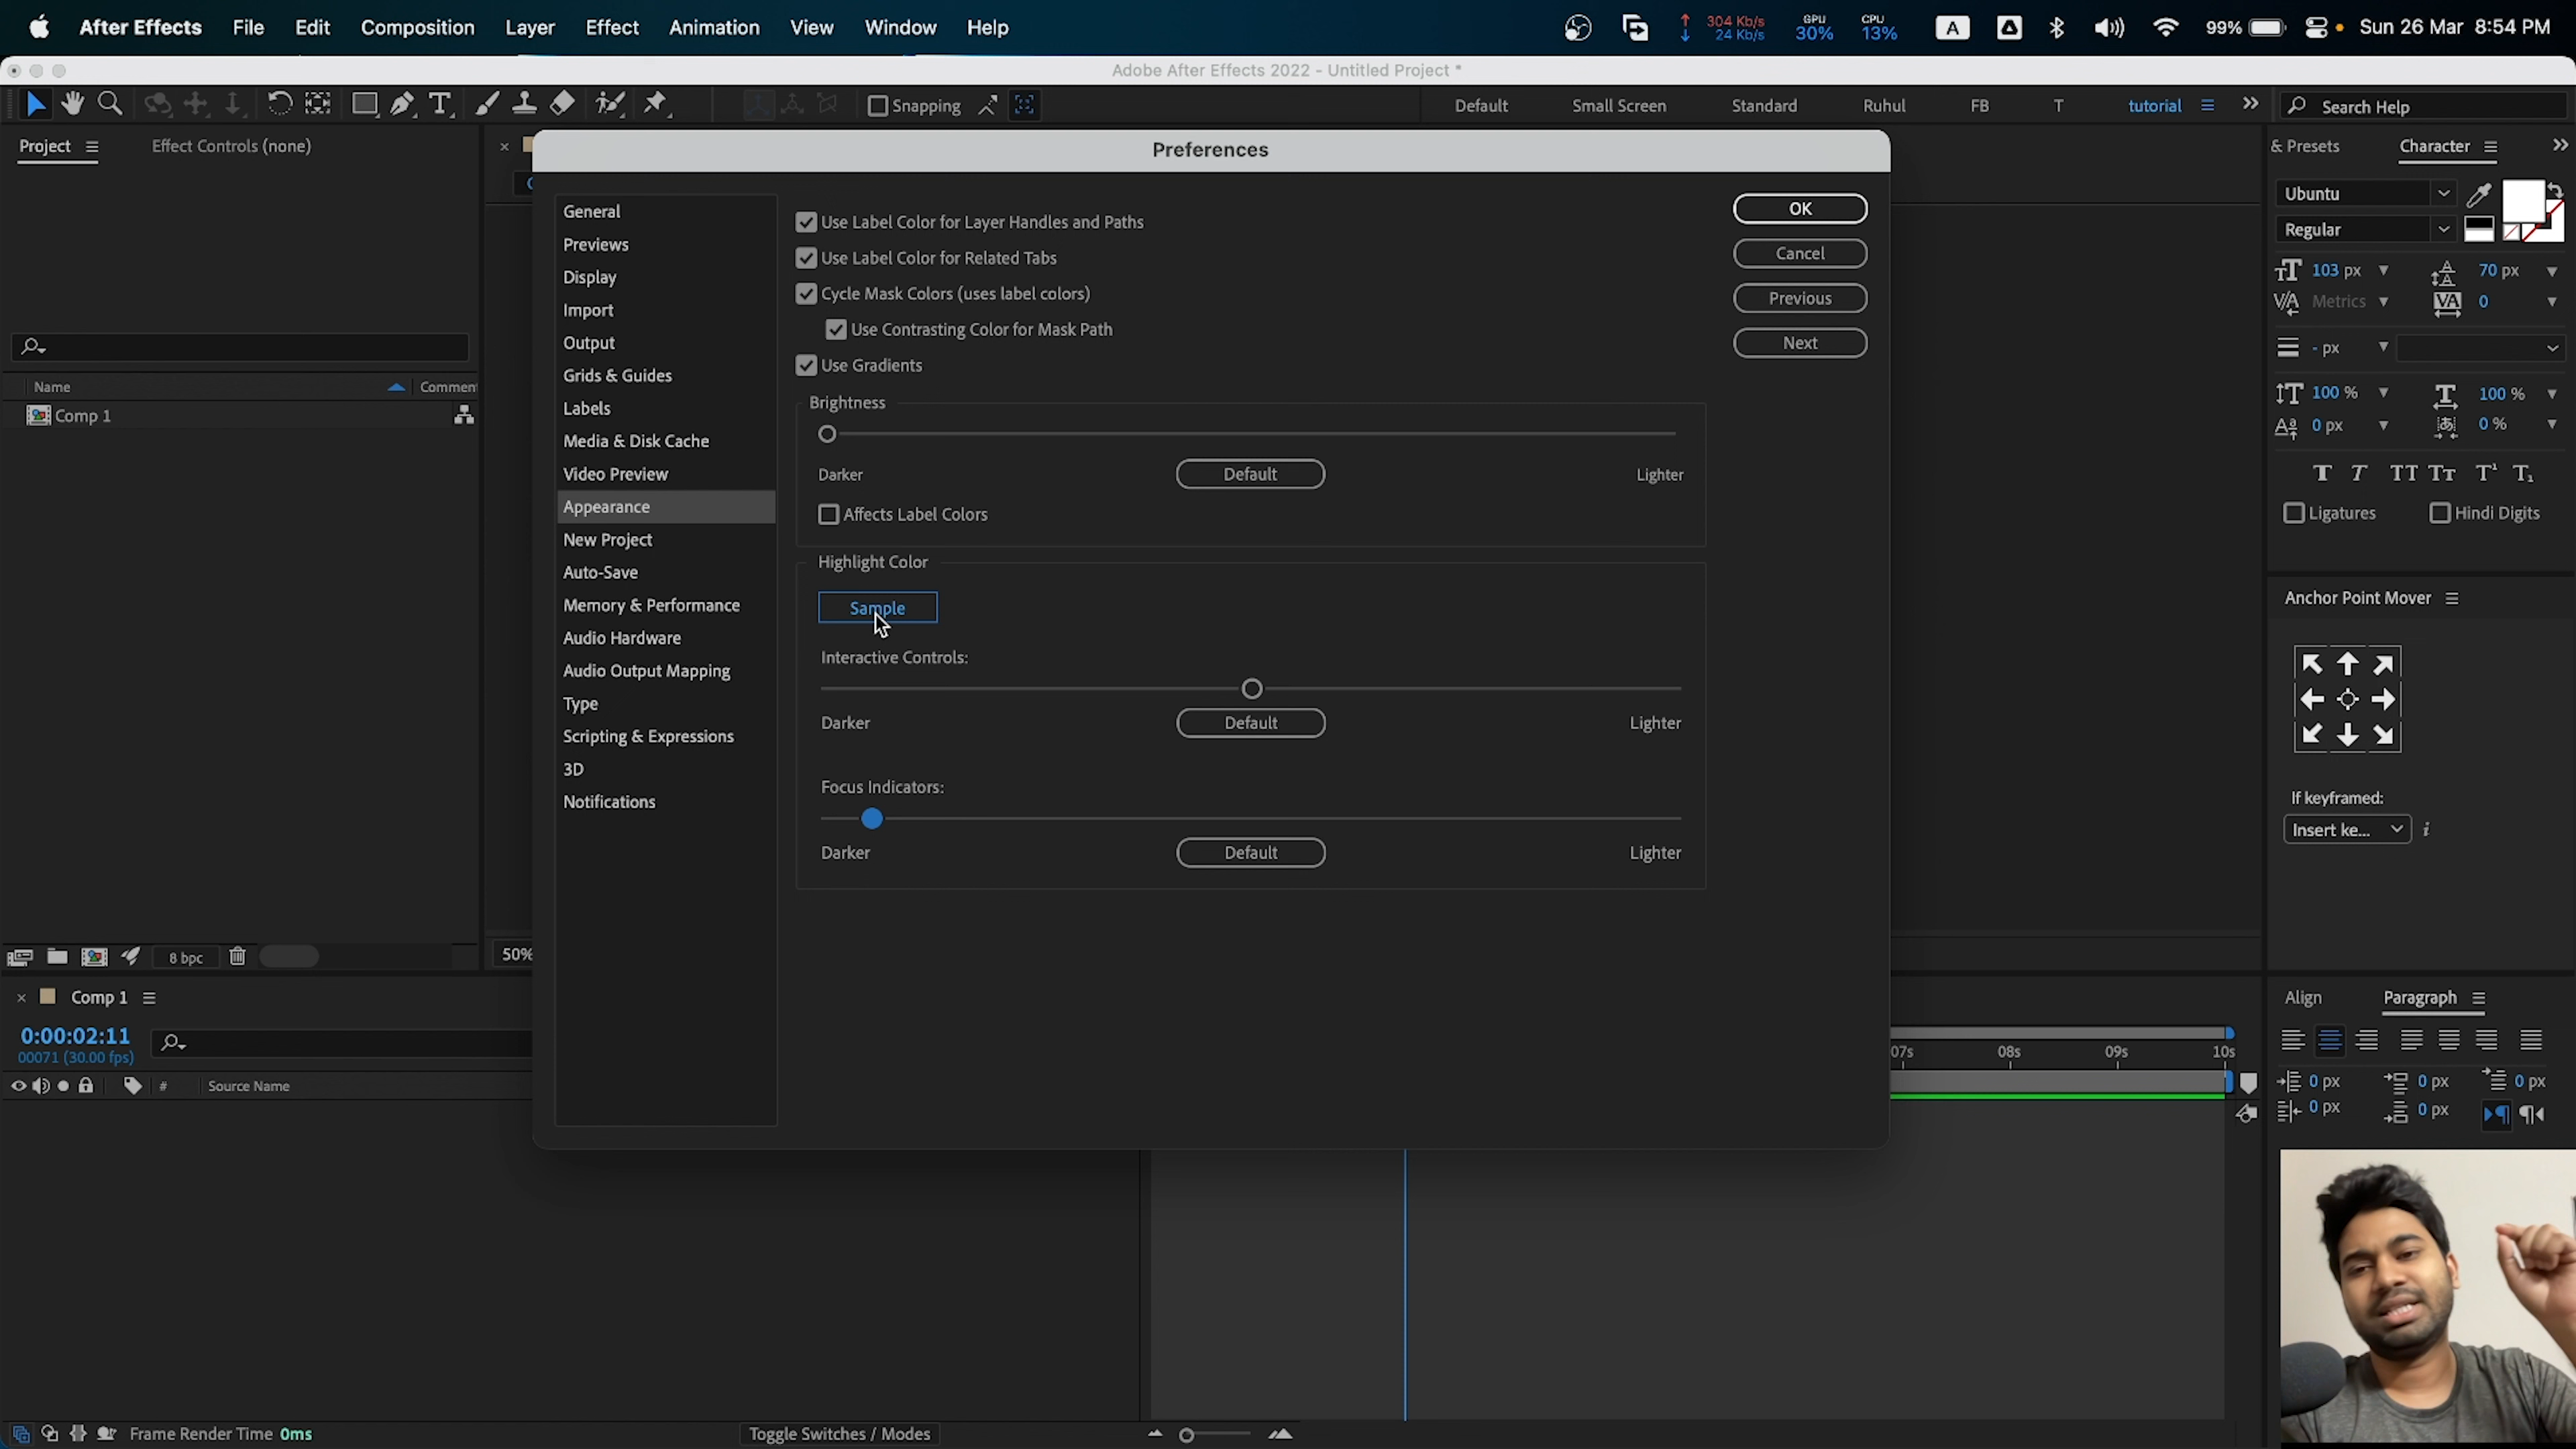 After Effects File Edit Composition Layer Effect Animation View Window Help
304 Kb/s
24 Kb/s
GPU
30%
CPU
13%
A
99%
Sun 26 Mar 8:54 PM
Adobe After Effects 2022 - Untitled Project *
Snapping
Default Small Screen Standard Ruhul FB T tutorial
Search Help
Project
Effect Controls (none)
Name
Commen
Comp 1
8 bpc
50%
Preferences
General
Previews
Display
Import
Output
Grids & Guides
Labels
Media & Disk Cache
Video Preview
Appearance
New Project
Auto-Save
Memory & Performance
Audio Hardware
Audio Output Mapping
Type
Scripting & Expressions
3D
Notifications
Use Label Color for Layer Handles and Paths
Use Label Color for Related Tabs
Cycle Mask Colors (uses label colors)
Use Contrasting Color for Mask Path
Use Gradients
Brightness
Darker Default Lighter
Affects Label Colors
Highlight Color
Sample
Interactive Controls:
Darker Default Lighter
Focus Indicators:
Darker Default Lighter
OK
Cancel
Previous
Next
& Presets
Character
Ubuntu
Regular
103 px 70 px
Metrics 0
- px
100 % 100 %
0 px 0 %
Ligatures Hindi Digits
Anchor Point Mover
If keyframed:
Insert ke...
Comp 1
0:00:02:11
00071 (30.00 fps)
# Source Name
07s 08s 09s 10s
Align Paragraph
0 px 0 px 0 px
0 px 0 px
Frame Render Time 0ms
Toggle Switches / Modes